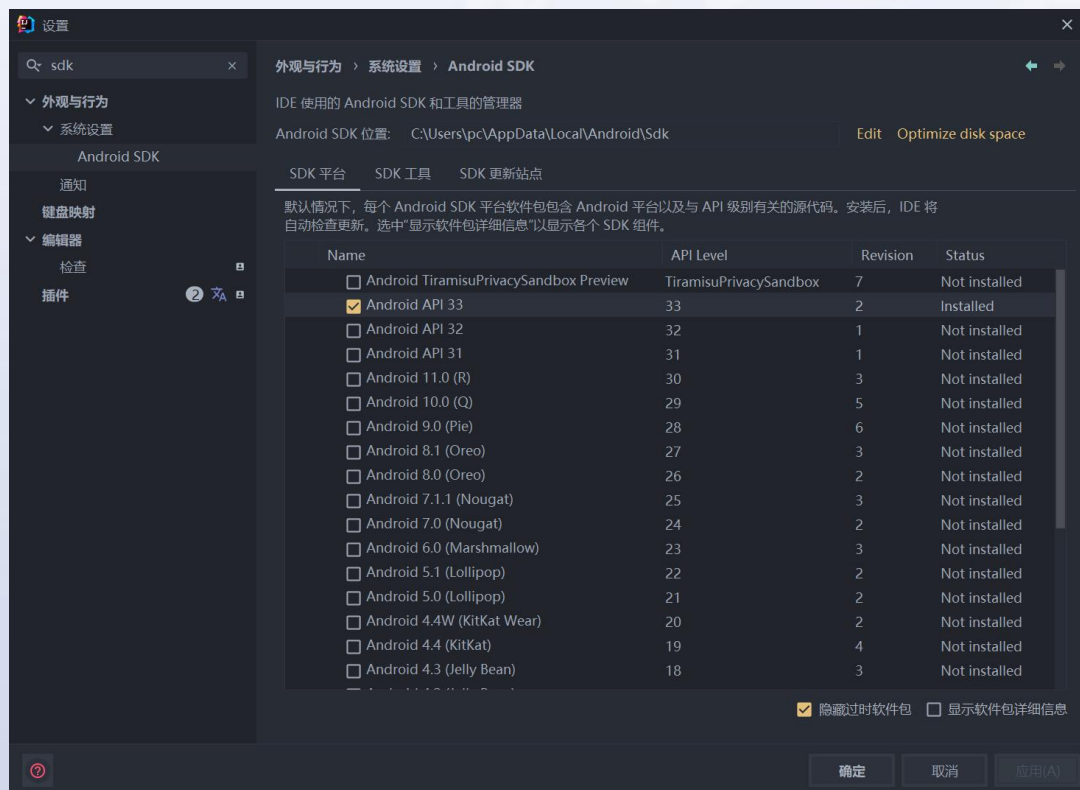 设置
sdk
外观与行为
系统设置
Android SDK
通知
键盘映射
编辑器
检查
插件
2
外观与行为 › 系统设置 › Android SDK
IDE 使用的 Android SDK 和工具的管理器
Android SDK 位置: C:\Users\pc\AppData\Local\Android\Sdk Edit Optimize disk space
SDK 平台 SDK 工具 SDK 更新站点
默认情况下，每个 Android SDK 平台软件包包含 Android 平台以及与 API 级别有关的源代码。安装后，IDE 将
自动检查更新。选中"显示软件包详细信息"以显示各个 SDK 组件。
Name API Level Revision Status
Android TiramisuPrivacySandbox Preview TiramisuPrivacySandbox 7 Not installed
Android API 33 33 2 Installed
Android API 32 32 1 Not installed
Android API 31 31 1 Not installed
Android 11.0 (R) 30 3 Not installed
Android 10.0 (Q) 29 5 Not installed
Android 9.0 (Pie) 28 6 Not installed
Android 8.1 (Oreo) 27 3 Not installed
Android 8.0 (Oreo) 26 2 Not installed
Android 7.1.1 (Nougat) 25 3 Not installed
Android 7.0 (Nougat) 24 2 Not installed
Android 6.0 (Marshmallow) 23 3 Not installed
Android 5.1 (Lollipop) 22 2 Not installed
Android 5.0 (Lollipop) 21 2 Not installed
Android 4.4W (KitKat Wear) 20 2 Not installed
Android 4.4 (KitKat) 19 4 Not installed
Android 4.3 (Jelly Bean) 18 3 Not installed
隐藏过时软件包 显示软件包详细信息
确定 取消 应用(A)